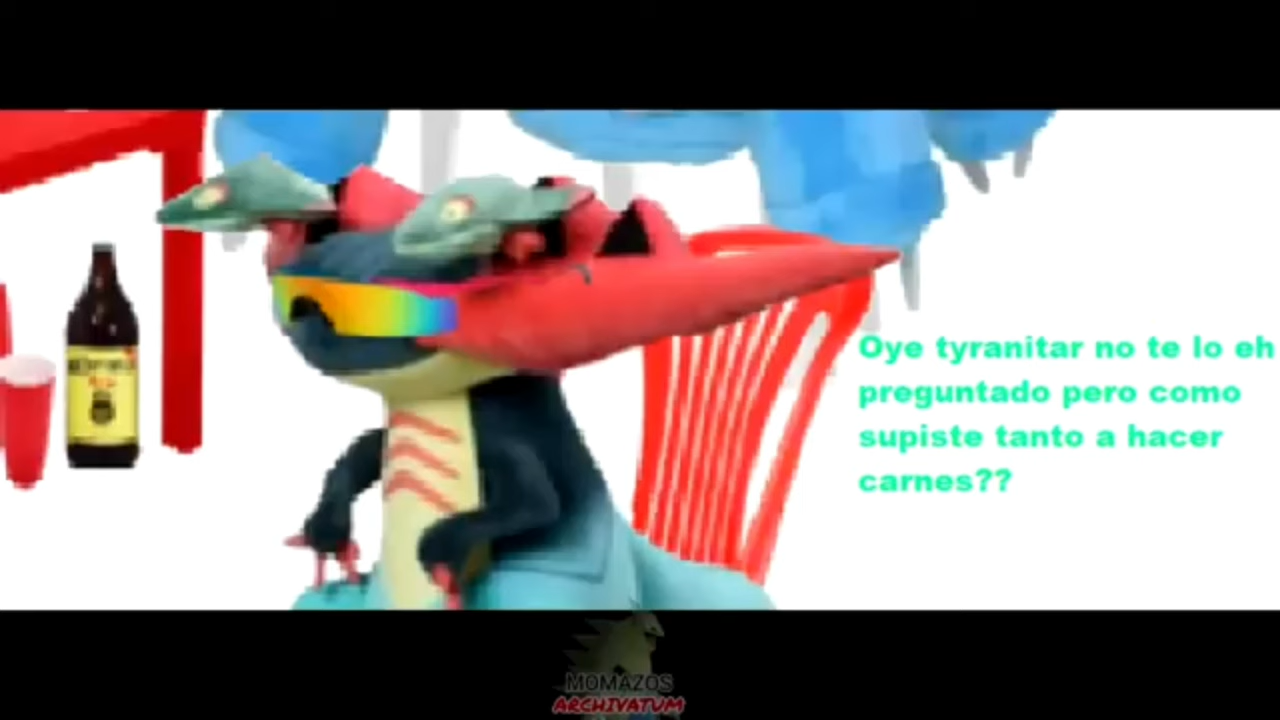 Oye tyranitar no te lo eh
preguntado pero como
supiste tanto a hacer
carnes??
MOMAZOS
ARCHIVATUM